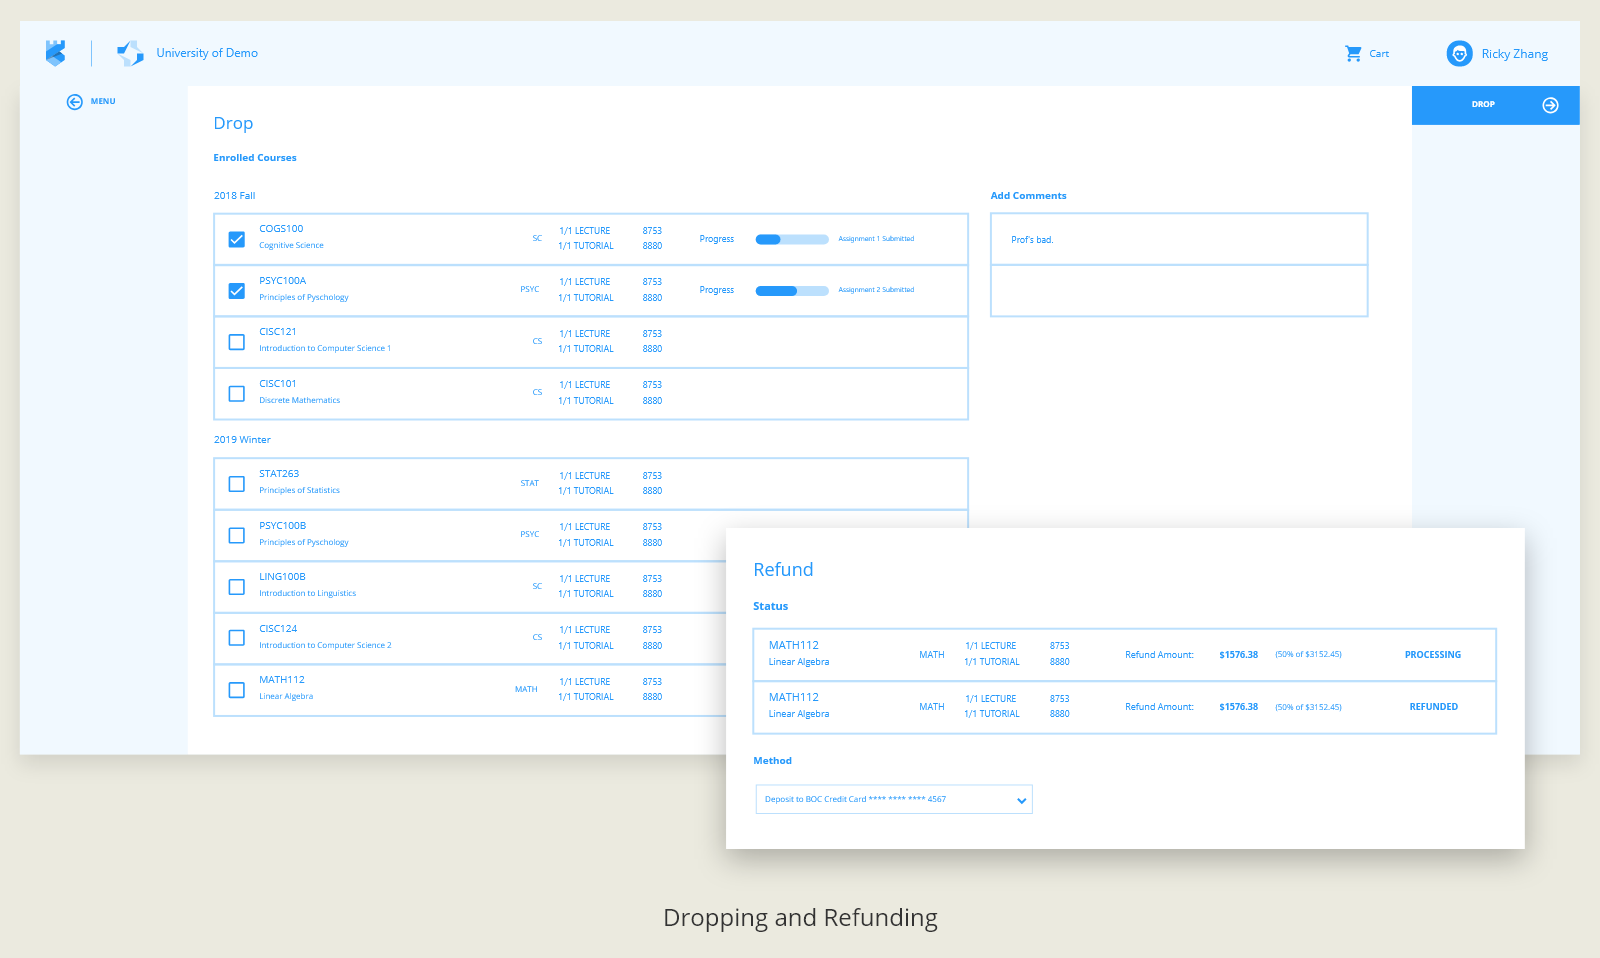 University of Demo
Cart
Ricky Zhang
MENU
DROP
Drop
Enrolled Courses
2018 Fall
COGS100
Cognitive Science
SC
1/1 LECTURE 8753
1/1 TUTORIAL 8880
Progress
Assignment 1 Submitted
PSYC100A
Principles of Pyschology
PSYC
1/1 LECTURE 8753
1/1 TUTORIAL 8880
Progress
Assignment 2 Submitted
CISC121
Introduction to Computer Science 1
CS
1/1 LECTURE 8753
1/1 TUTORIAL 8880
CISC101
Discrete Mathematics
CS
1/1 LECTURE 8753
1/1 TUTORIAL 8880
Add Comments
Prof's bad.
2019 Winter
STAT263
Principles of Statistics
STAT
1/1 LECTURE 8753
1/1 TUTORIAL 8880
PSYC100B
Principles of Pyschology
PSYC
1/1 LECTURE 8753
1/1 TUTORIAL 8880
LING100B
Introduction to Linguistics
SC
1/1 LECTURE 8753
1/1 TUTORIAL 8880
CISC124
Introduction to Computer Science 2
CS
1/1 LECTURE 8753
1/1 TUTORIAL 8880
MATH112
Linear Algebra
MATH
1/1 LECTURE 8753
1/1 TUTORIAL 8880
Refund
Status
MATH112
Linear Algebra
MATH
1/1 LECTURE 8753
1/1 TUTORIAL 8880
Refund Amount: $1576.38 (50% of $3152.45)
PROCESSING
MATH112
Linear Algebra
MATH
1/1 LECTURE 8753
1/1 TUTORIAL 8880
Refund Amount: $1576.38 (50% of $3152.45)
REFUNDED
Method
Deposit to BOC Credit Card **** **** **** 4567
Dropping and Refunding